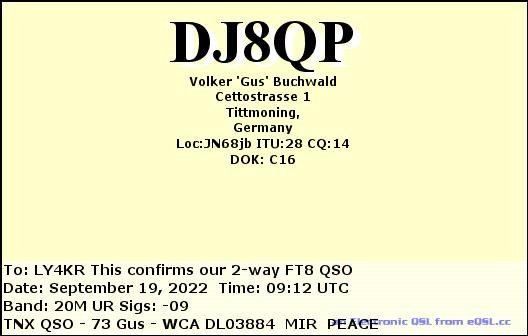 DJ8QP
Volker 'Gus' Buchwald
Cettostrasse 1
Tittmoning,
Germany
Loc:JN68jb ITU:28 CQ:14
DOK: C16
To: LY4KR This confirms our 2-way FT8 QSO
Date: September 19, 2022 Time: 09:12 UTC
Band: 20M UR Sigs: -09
TNX QSO - 73 Gus - WCA DL03884 MIR PEACE
Electronic QSL from eQSL.cc